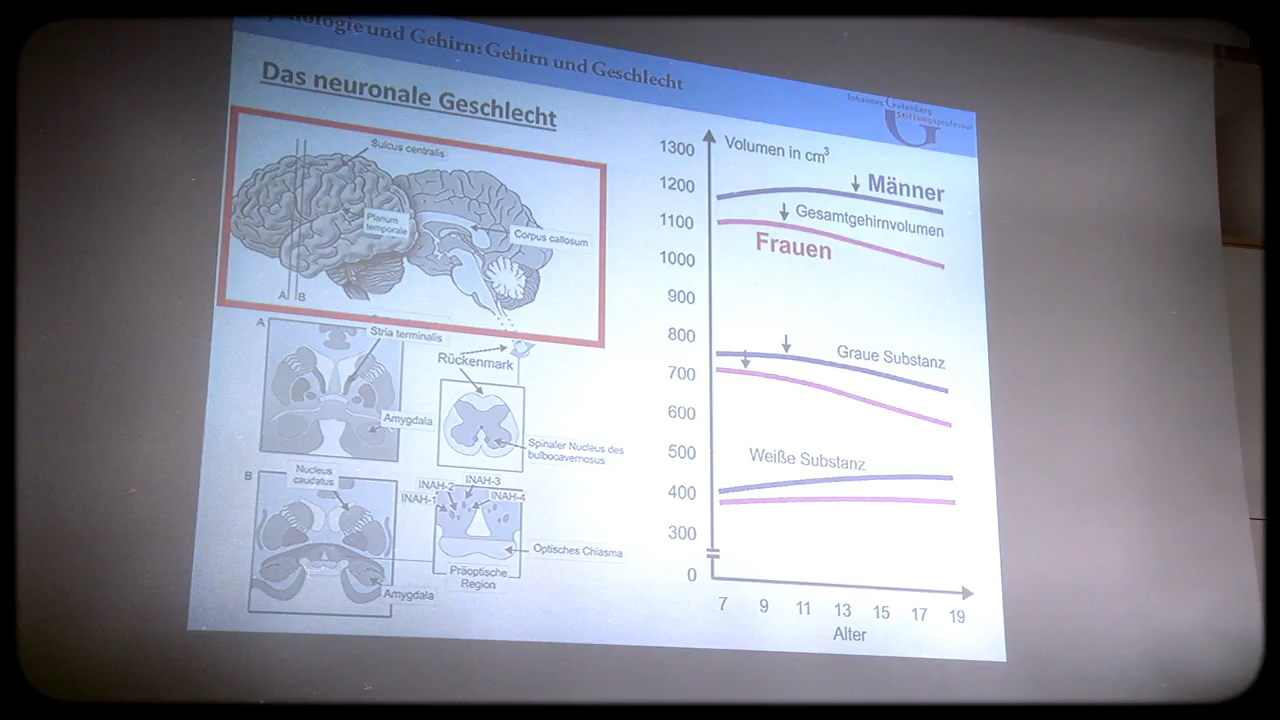 und Gehirn: Gehirn und Geschlecht
Johannes Gutenberg
Stiftungsprofessur
G
Das neuronale Geschlecht
Sulcus centralis
Planum
temporale
Corpus callosum
A B
A
Stria terminalis
Rückenmark
Amygdala
Spinaler Nucleus des
bulbocavernosus
B
Nucleus
caudatus
INAH-3
INAH-2
INAH-1
INAH-4
Optisches Chiasma
Präoptische
Region
Amygdala
Volumen in cm³
1300
1200
1100
1000
900
800
700
600
500
400
300
0
Männer
Gesamtgehirnvolumen
Frauen
Graue Substanz
Weiße Substanz
7 9 11 13 15 17 19
Alter